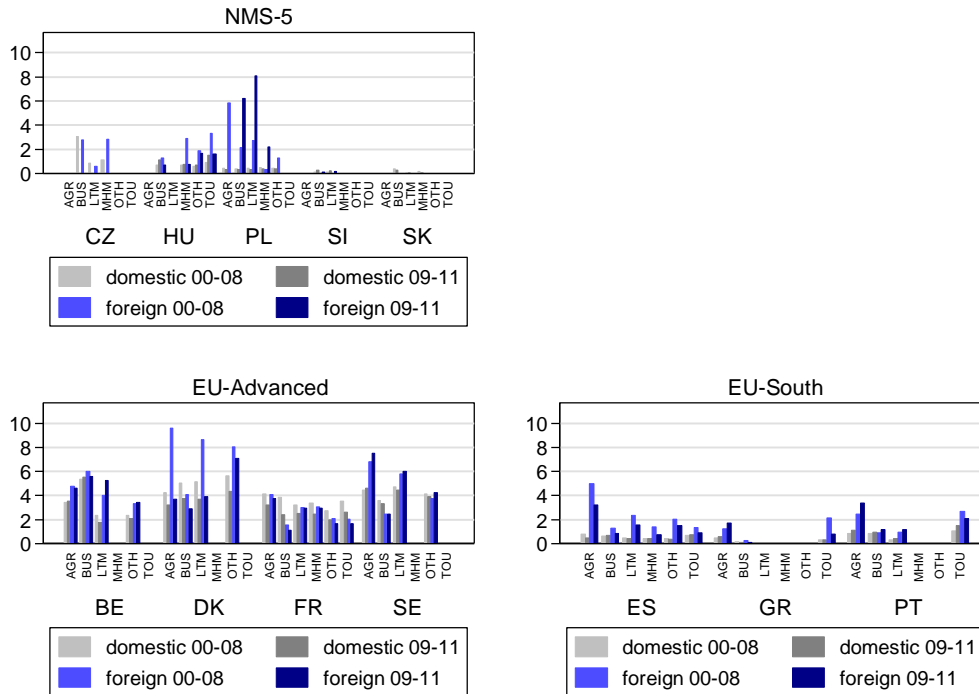 NMS-5
10
8
6
4
2
0
AGR BUS LTM MHM OTH TOU AGR BUS LTM MHM OTH TOU AGR BUS LTM MHM OTH TOU AGR BUS LTM MHM OTH TOU AGR BUS LTM MHM OTH TOU
CZ HU PL SI SK
domestic 00-08 domestic 09-11
foreign 00-08 foreign 09-11
EU-Advanced
10
8
6
4
2
0
AGR BUS LTM MHM OTH TOU AGR BUS LTM MHM OTH TOU AGR BUS LTM MHM OTH TOU AGR BUS LTM MHM OTH TOU
BE DK FR SE
domestic 00-08 domestic 09-11
foreign 00-08 foreign 09-11
EU-South
10
8
6
4
2
0
AGR BUS LTM MHM OTH TOU AGR BUS LTM MHM OTH TOU AGR BUS LTM MHM OTH TOU
ES GR PT
domestic 00-08 domestic 09-11
foreign 00-08 foreign 09-11